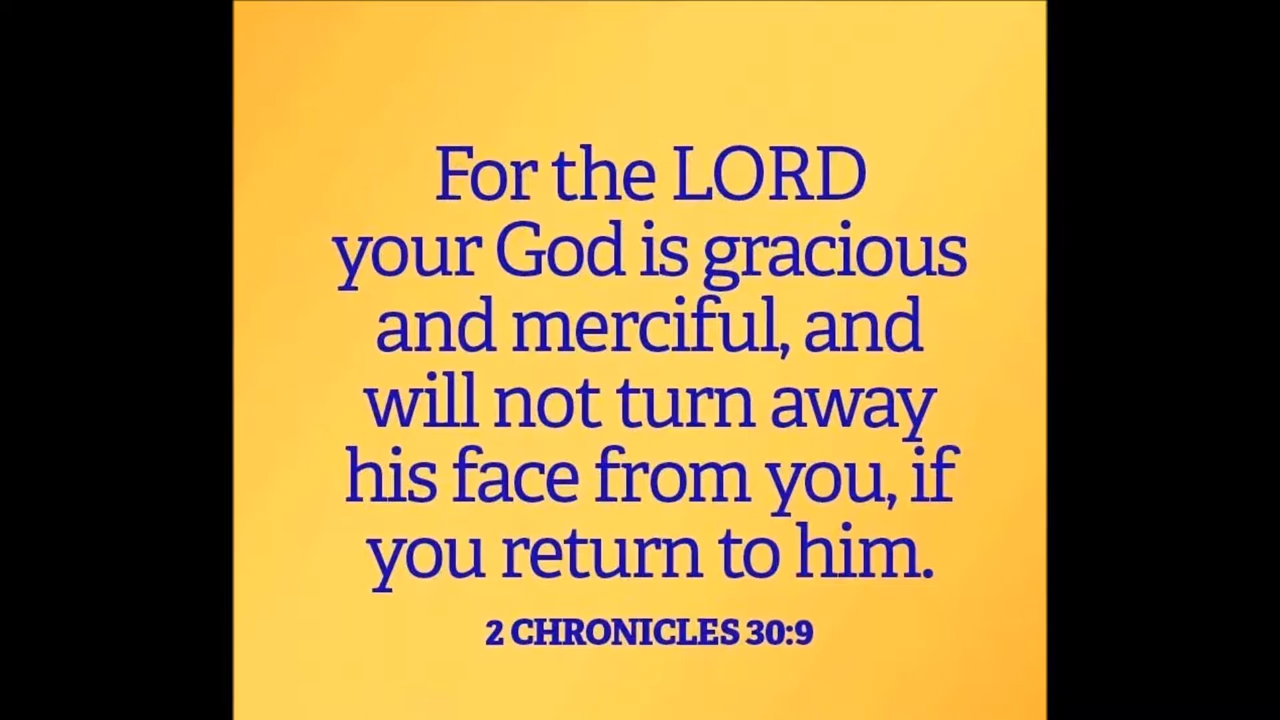 For the LORD
your God is gracious
and merciful, and
will not turn away
his face from you, if
you return to him.
2 CHRONICLES 30:9